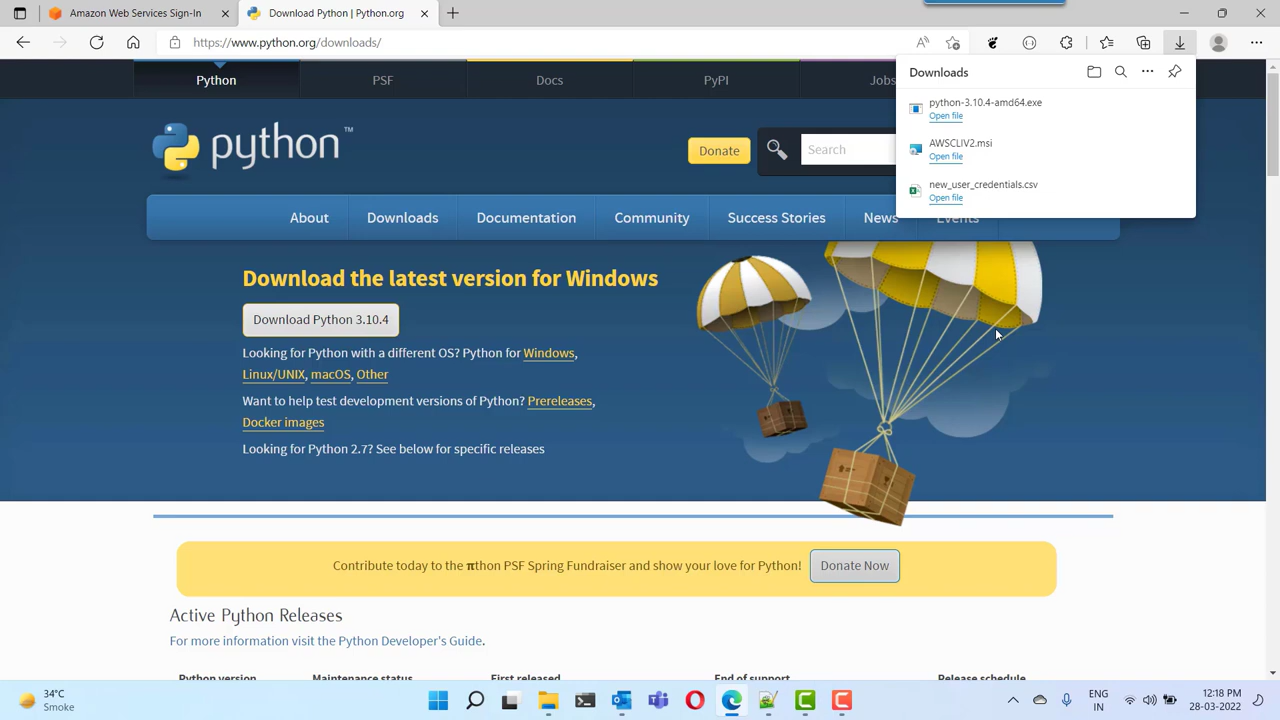 Amazon Web Services Sign-In
Download Python | Python.org
https://www.python.org/downloads/
Python
PSF
Docs
PyPI
Jobs
Downloads
python-3.10.4-amd64.exe
Open file
AWSCLIV2.msi
Open file
new_user_credentials.csv
Open file
python™
Donate
Search
About
Downloads
Documentation
Community
Success Stories
News
Events
Download the latest version for Windows
Download Python 3.10.4
Looking for Python with a different OS? Python for Windows,
Linux/UNIX, macOS, Other
Want to help test development versions of Python? Prereleases,
Docker images
Looking for Python 2.7? See below for specific releases
Contribute today to the πthon PSF Spring Fundraiser and show your love for Python!
Donate Now
Active Python Releases
For more information visit the Python Developer's Guide.
Python version
Maintenance status
First released
End of support
Release schedule
34°C
Smoke
ENG
IN
12:18 PM
28-03-2022